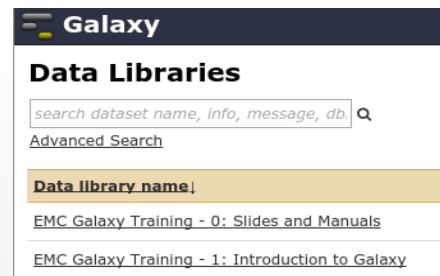 Galaxy
Data Libraries
search dataset name, info, message, db
Advanced Search
Data library name↓
EMC Galaxy Training - 0: Slides and Manuals
EMC Galaxy Training - 1: Introduction to Galaxy